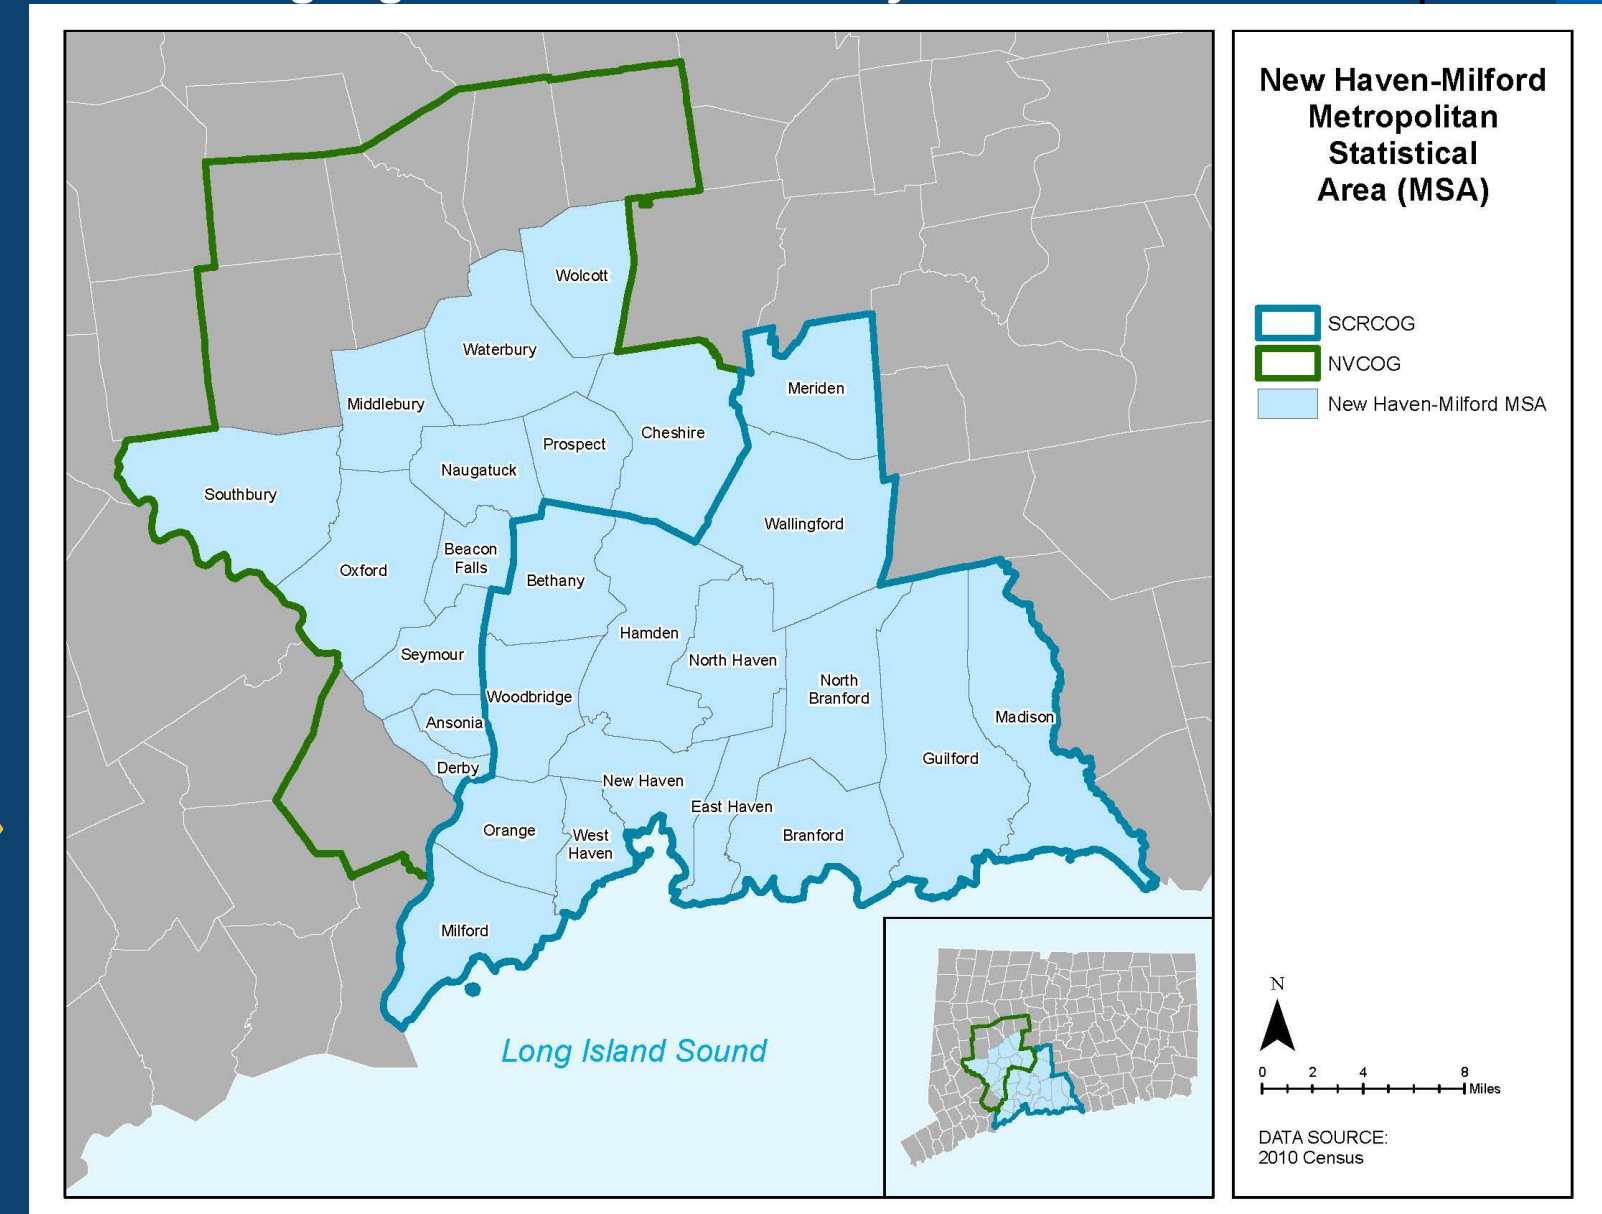 New Haven-Milford
Metropolitan
Statistical
Area (MSA)
SCRCOG
NVCOG
New Haven-Milford MSA
Wolcott
Waterbury
Middlebury
Meriden
Cheshire
Prospect
Naugatuck
Southbury
Wallingford
Beacon
Falls
Oxford
Bethany
Hamden
Seymour
North Haven
North
Branford
Woodbridge
Madison
Ansonia
Guilford
Derby
New Haven
East Haven
Orange
West
Haven
Branford
Milford
Long Island Sound
N
0 2 4 8
Miles
DATA SOURCE:
2010 Census